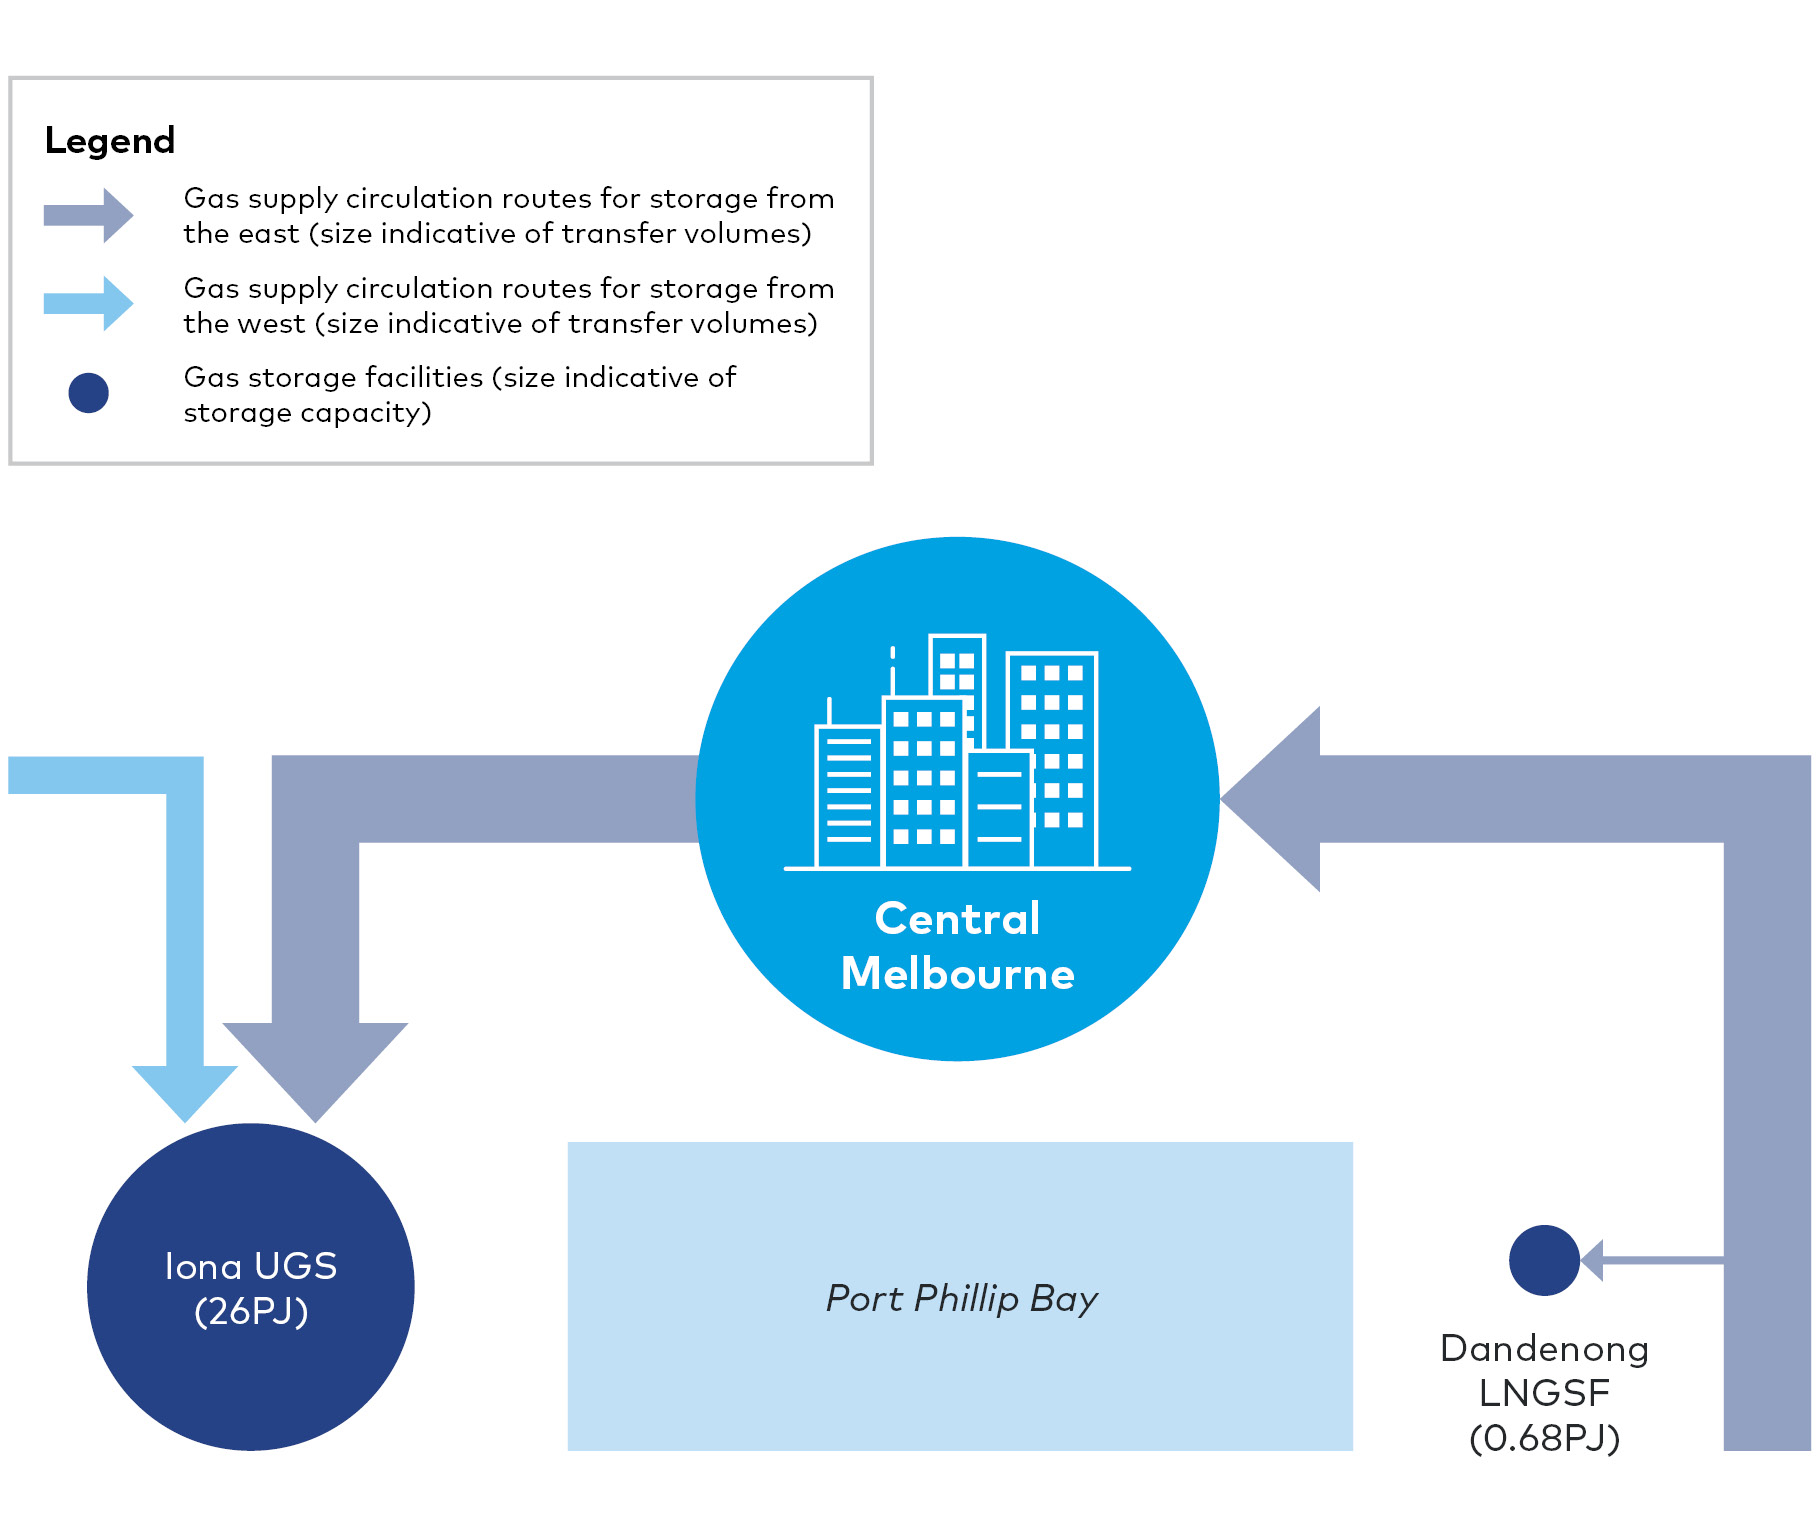 Legend
Gas supply circulation routes for storage from
the east (size indicative of transfer volumes)
Gas supply circulation routes for storage from
the west (size indicative of transfer volumes)
Gas storage facilities (size indicative of
storage capacity)
Central
Melbourne
Iona UGS
(26PJ)
Port Phillip Bay
Dandenong
LNGSF
(0.68PJ)